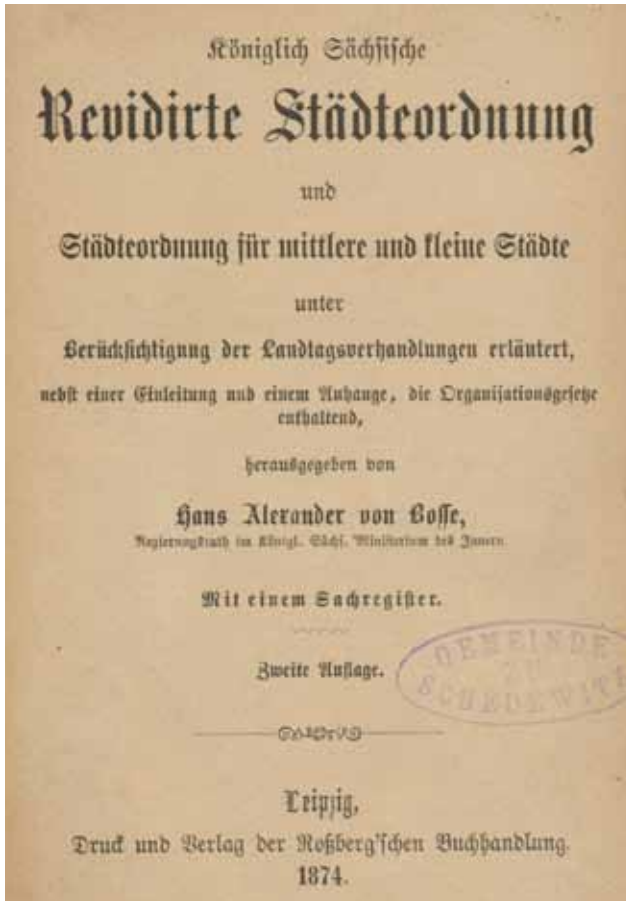 Königlich Sächsische
Revidirte Städteordnung
und
Städteordnung für mittlere und kleine Städte
unter
Berücksichtigung der Landtagsverhandlungen erläutert,
nebst einer Einleitung und einem Anhange, die Organisationsgesetze
enthaltend,
herausgegeben von
Hans Alexander von Bosse,
Regierungsrath im Königl. Sächs. Ministerium des Innern.
Mit einem Sachregister.
Zweite Auflage.
GEMEINDE
ZU
SCHEDEWITZ
Leipzig,
Druck und Verlag der Roßberg'schen Buchhandlung.
1874.